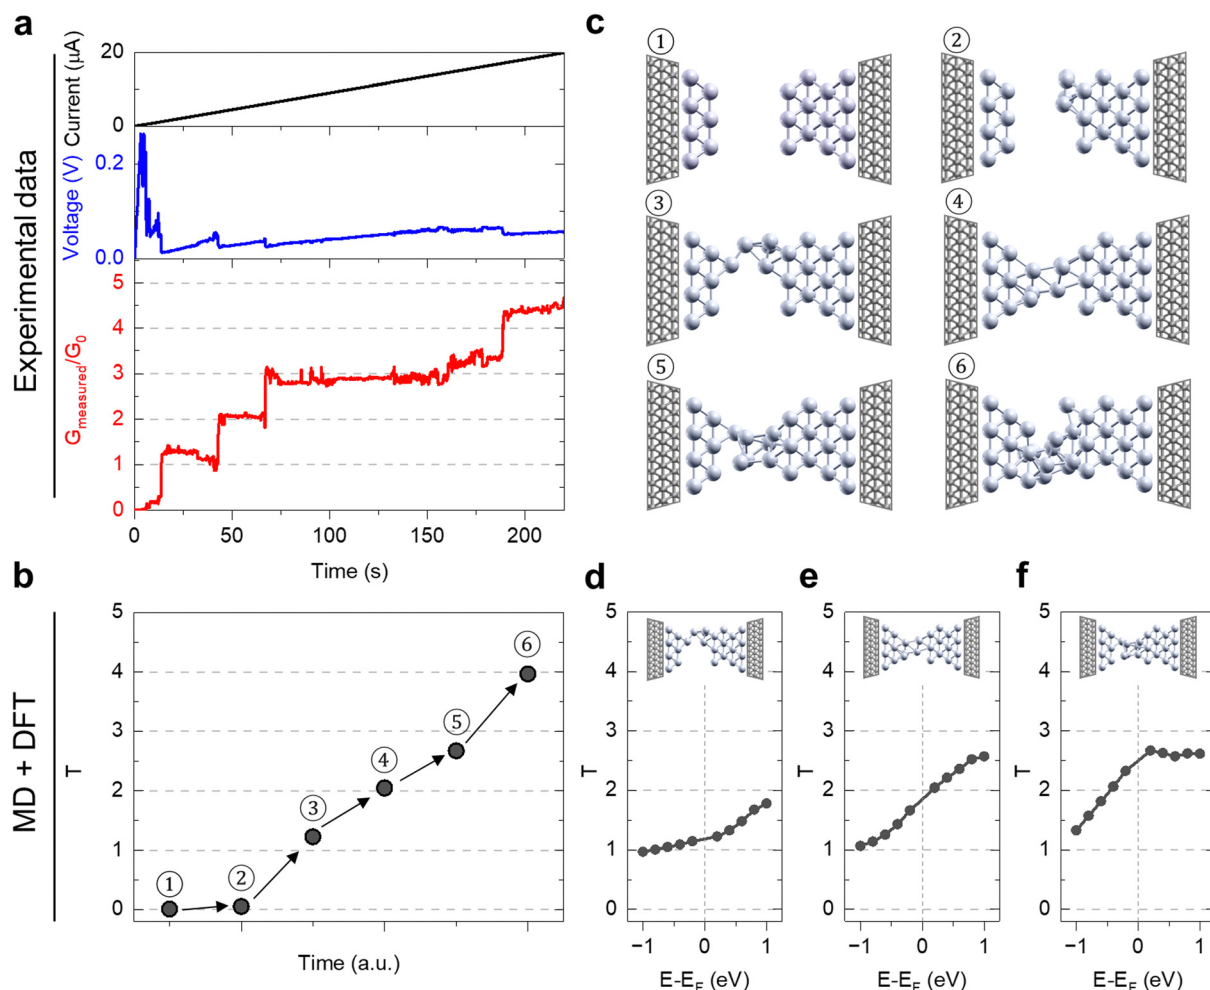 a
Experimental data
Current (μA)
20
0
Voltage (V)
0.2
0.0
G_measured/G_0
5
4
3
2
1
0
0 50 100 150 200
Time (s)
c
①
②
③
④
⑤
⑥
b
MD + DFT
T
5
4
3
2
1
0
①
②
③
④
⑤
⑥
Time (a.u.)
d
T
5
4
3
2
1
0
−1 0 1
E-E_F (eV)
e
T
5
4
3
2
1
0
−1 0 1
E-E_F (eV)
f
T
5
4
3
2
1
0
−1 0 1
E-E_F (eV)